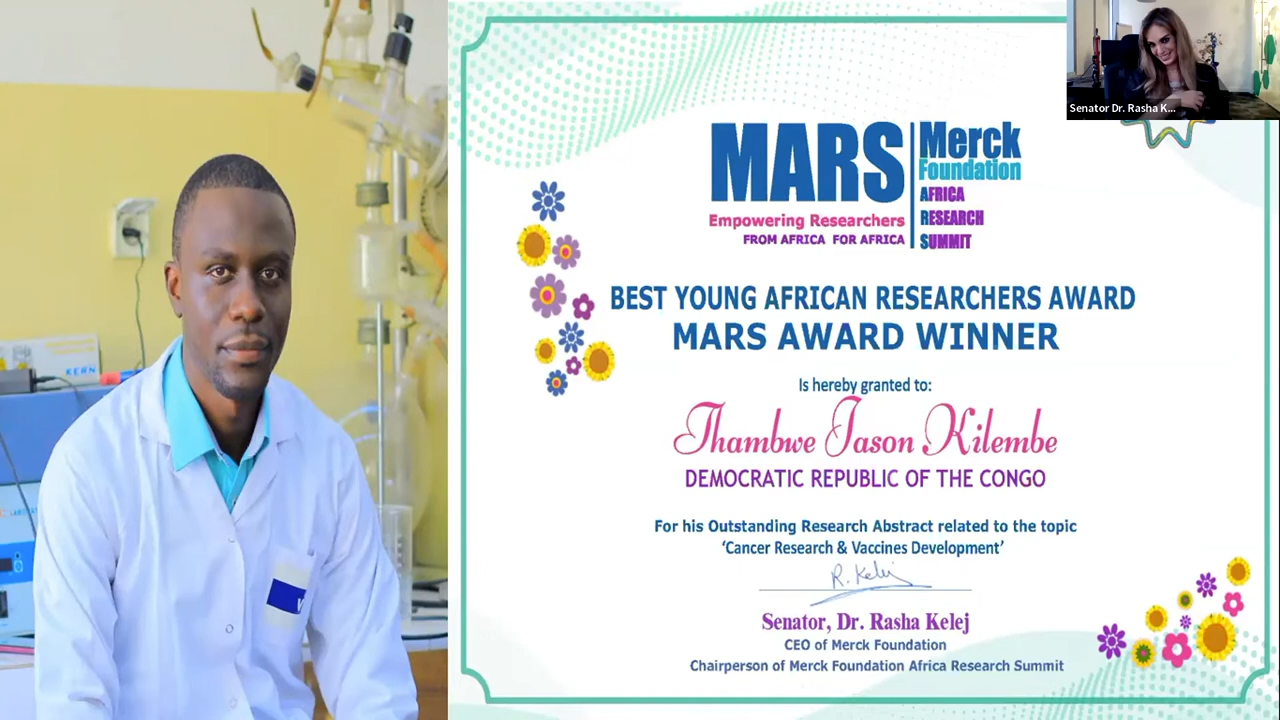 Senator Dr. Rasha K...
MARS
Merck
Foundation
AFRICA
RESEARCH
SUMMIT
Empowering Researchers
FROM AFRICA FOR AFRICA
BEST YOUNG AFRICAN RESEARCHERS AWARD
MARS AWARD WINNER
Is hereby granted to:
Thambwe Jason Kilembe
DEMOCRATIC REPUBLIC OF THE CONGO
For his Outstanding Research Abstract related to the topic
‘Cancer Research & Vaccines Development’
R. Kelej
Senator, Dr. Rasha Kelej
CEO of Merck Foundation
Chairperson of Merck Foundation Africa Research Summit
KERN